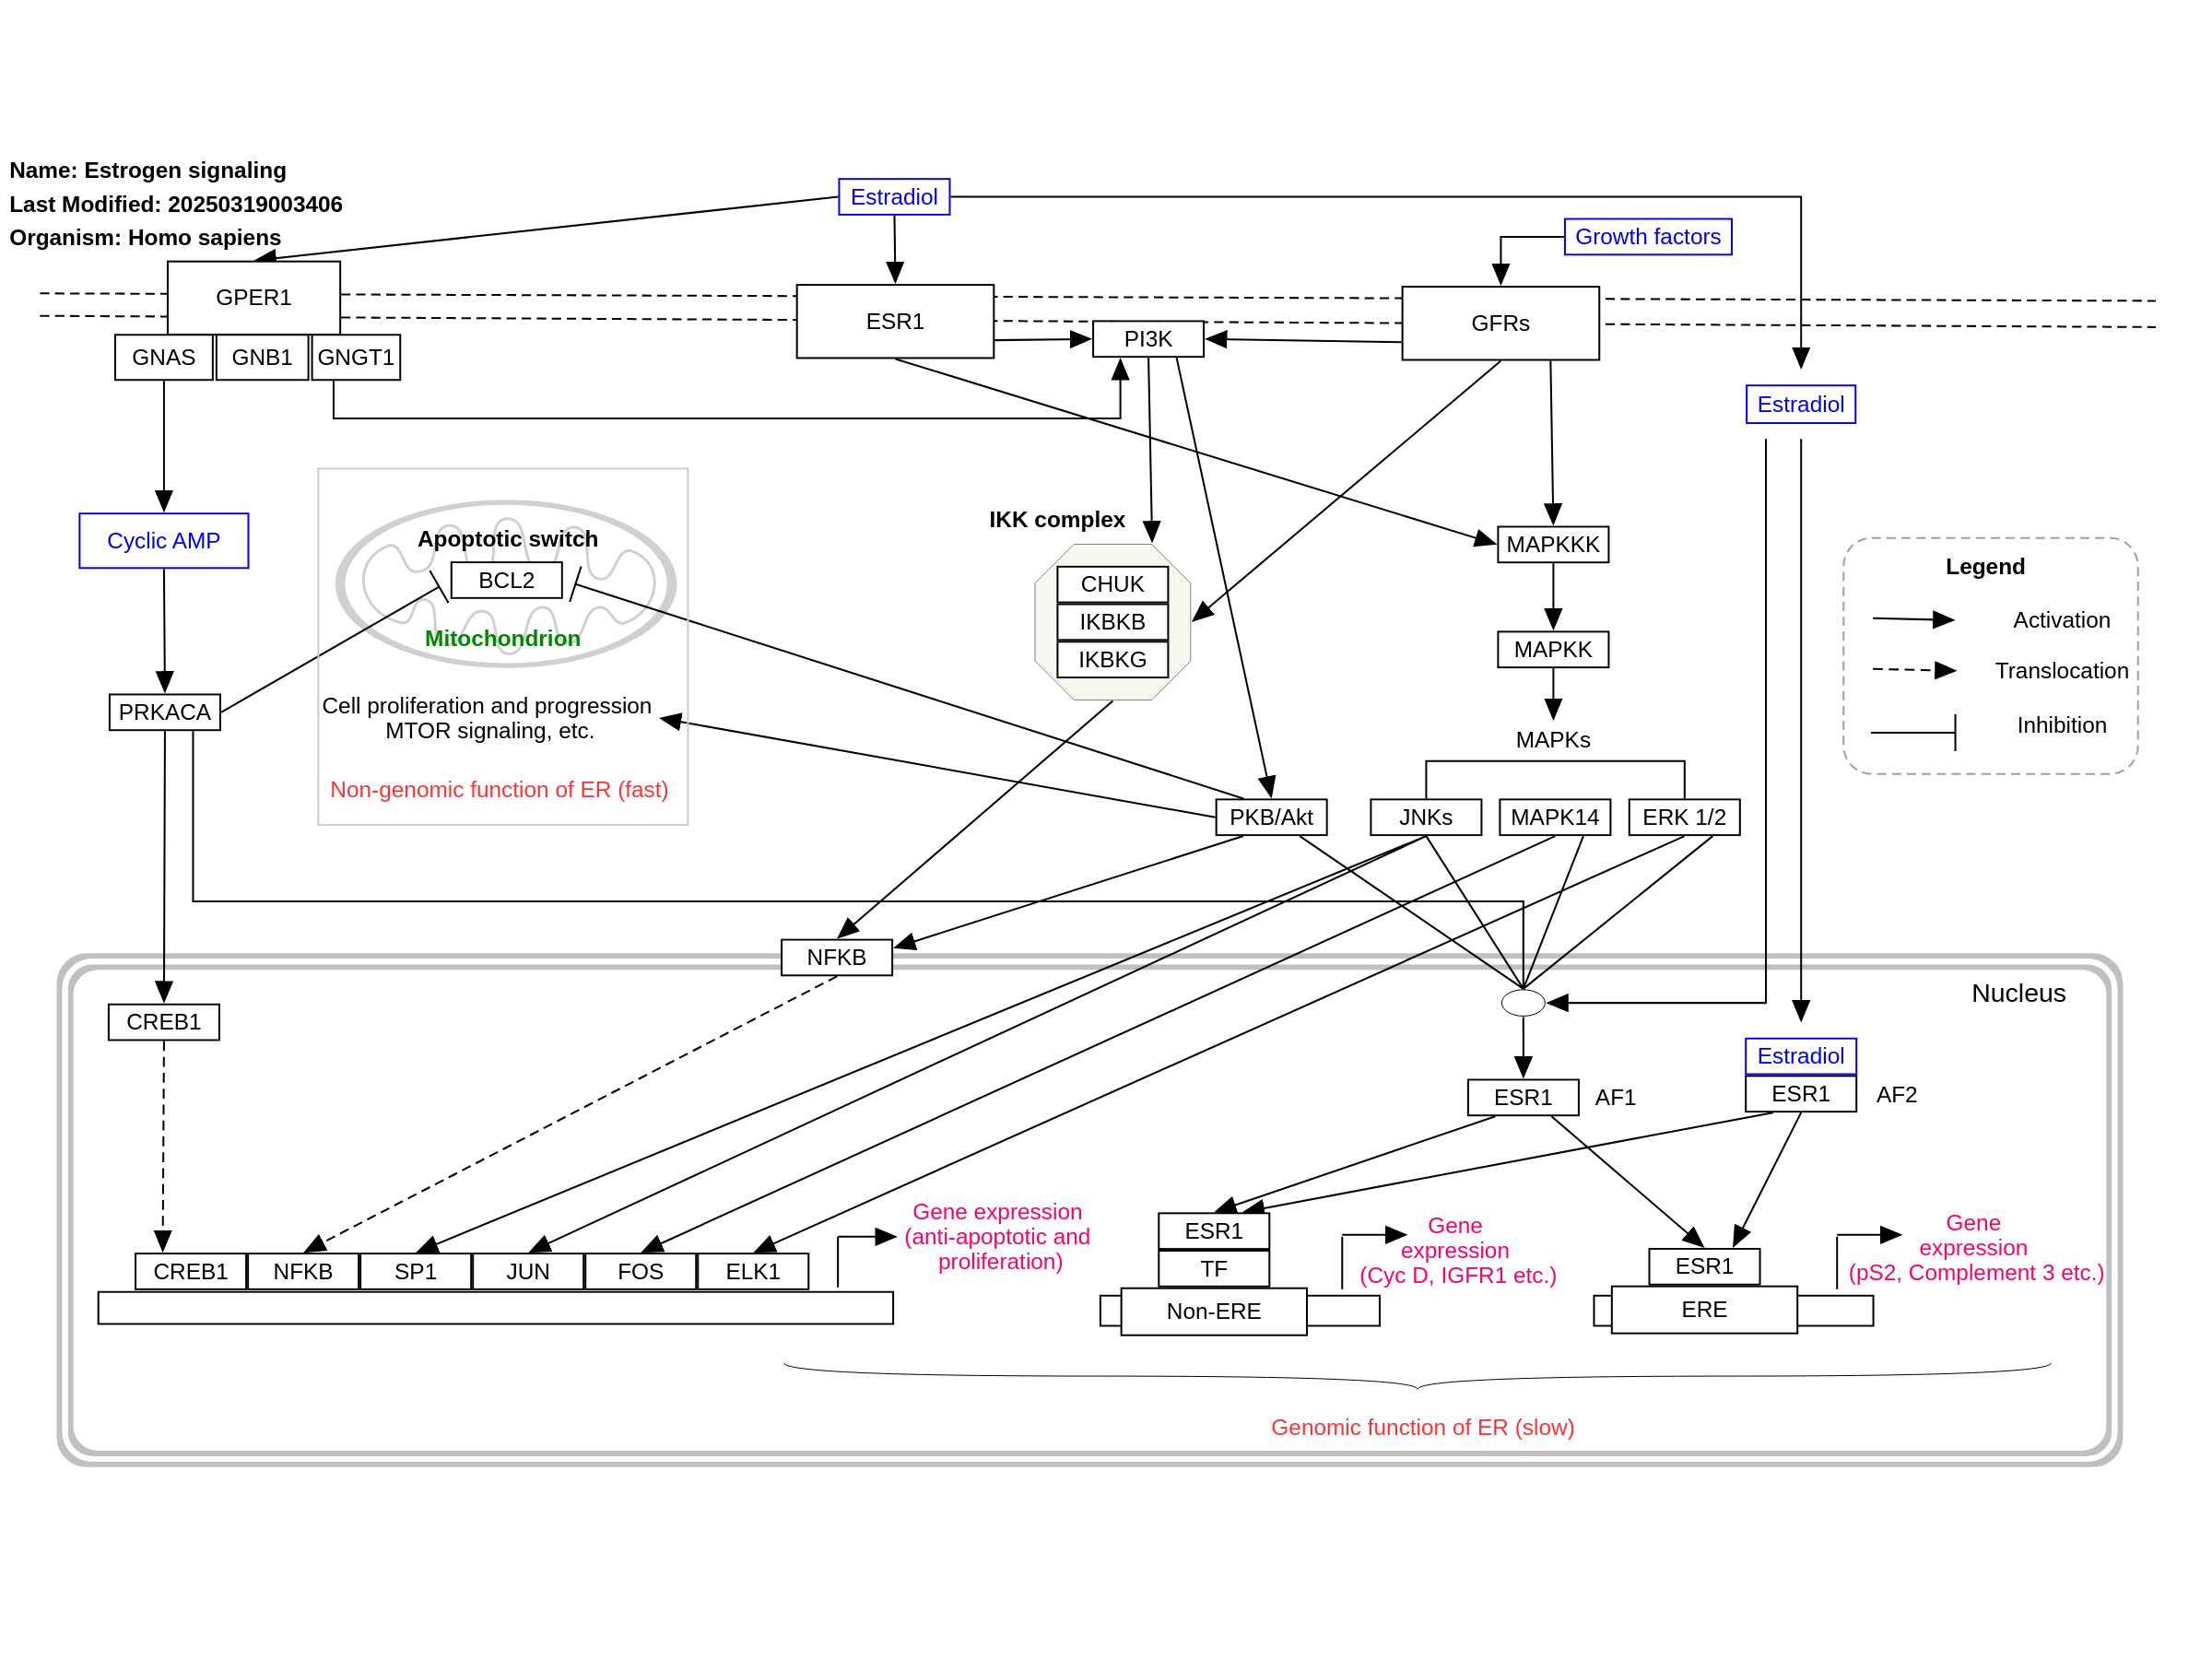 Name: Estrogen signaling
Last Modified: 20250319003406
Organism: Homo sapiens
Estradiol
Growth factors
GPER1
ESR1
GFRs
PI3K
GNAS
GNB1
GNGT1
Estradiol
Cyclic AMP
Apoptotic switch
BCL2
Mitochondrion
IKK complex
CHUK
IKBKB
IKBKG
MAPKKK
MAPKK
MAPKs
Legend
Activation
Translocation
Inhibition
PRKACA
Cell proliferation and progression
MTOR signaling, etc.
Non-genomic function of ER (fast)
PKB/Akt
JNKs
MAPK14
ERK 1/2
NFKB
Nucleus
CREB1
Estradiol
ESR1
AF1
ESR1
AF2
Gene expression
(anti-apoptotic and
proliferation)
CREB1
NFKB
SP1
JUN
FOS
ELK1
ESR1
TF
Non-ERE
Gene
expression
(Cyc D, IGFR1 etc.)
ESR1
ERE
Gene
expression
(pS2, Complement 3 etc.)
Genomic function of ER (slow)